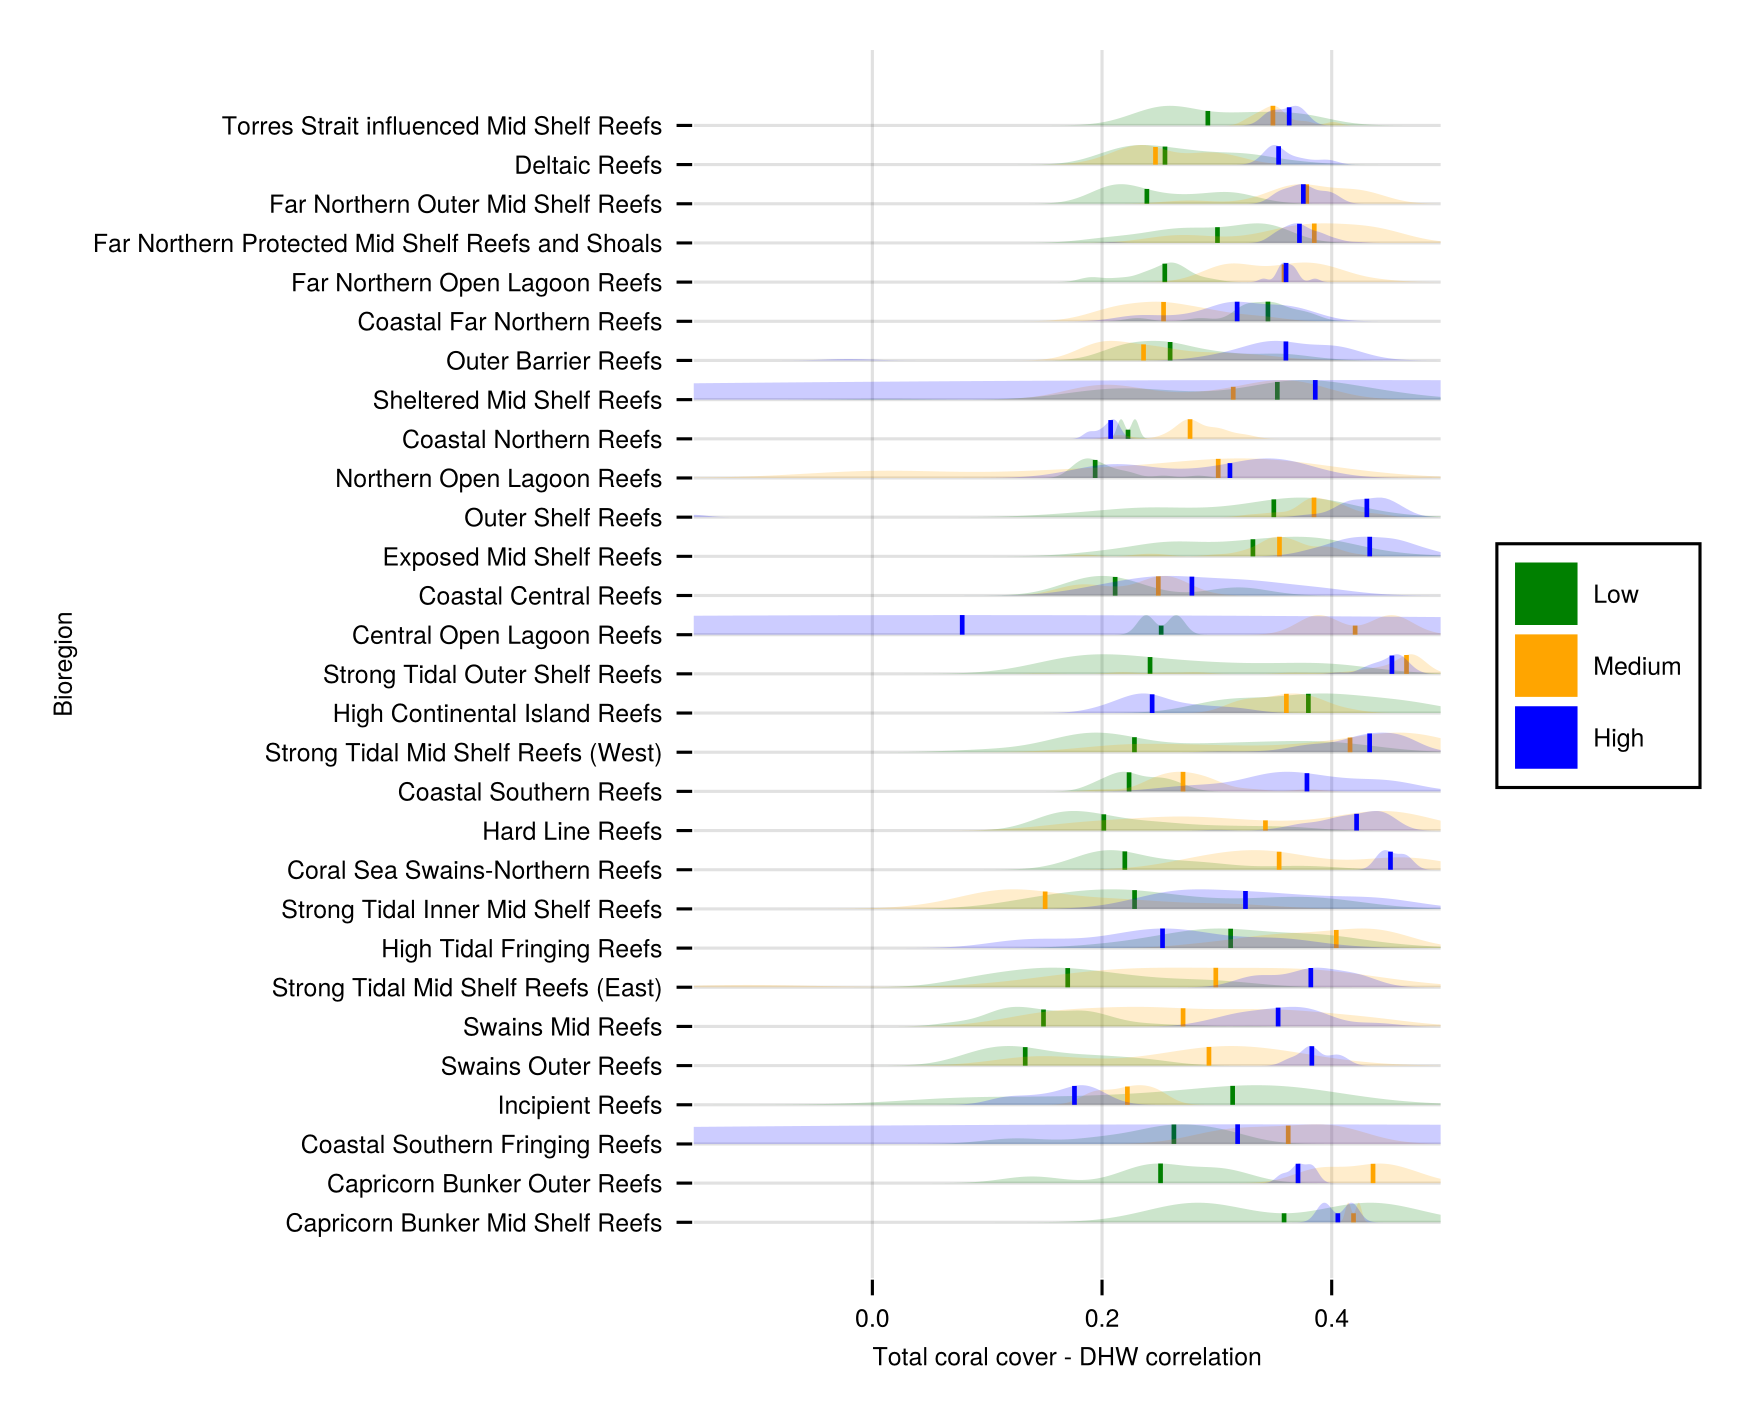 Torres Strait influenced Mid Shelf Reefs
Deltaic Reefs
Far Northern Outer Mid Shelf Reefs
Far Northern Protected Mid Shelf Reefs and Shoals
Far Northern Open Lagoon Reefs
Coastal Far Northern Reefs
Outer Barrier Reefs
Sheltered Mid Shelf Reefs
Coastal Northern Reefs
Northern Open Lagoon Reefs
Outer Shelf Reefs
Exposed Mid Shelf Reefs
Coastal Central Reefs
Central Open Lagoon Reefs
Strong Tidal Outer Shelf Reefs
High Continental Island Reefs
Strong Tidal Mid Shelf Reefs (West)
Coastal Southern Reefs
Hard Line Reefs
Coral Sea Swains-Northern Reefs
Strong Tidal Inner Mid Shelf Reefs
High Tidal Fringing Reefs
Strong Tidal Mid Shelf Reefs (East)
Swains Mid Reefs
Swains Outer Reefs
Incipient Reefs
Coastal Southern Fringing Reefs
Capricorn Bunker Outer Reefs
Capricorn Bunker Mid Shelf Reefs
Bioregion
0.0 0.2 0.4
Total coral cover - DHW correlation
Low
Medium
High